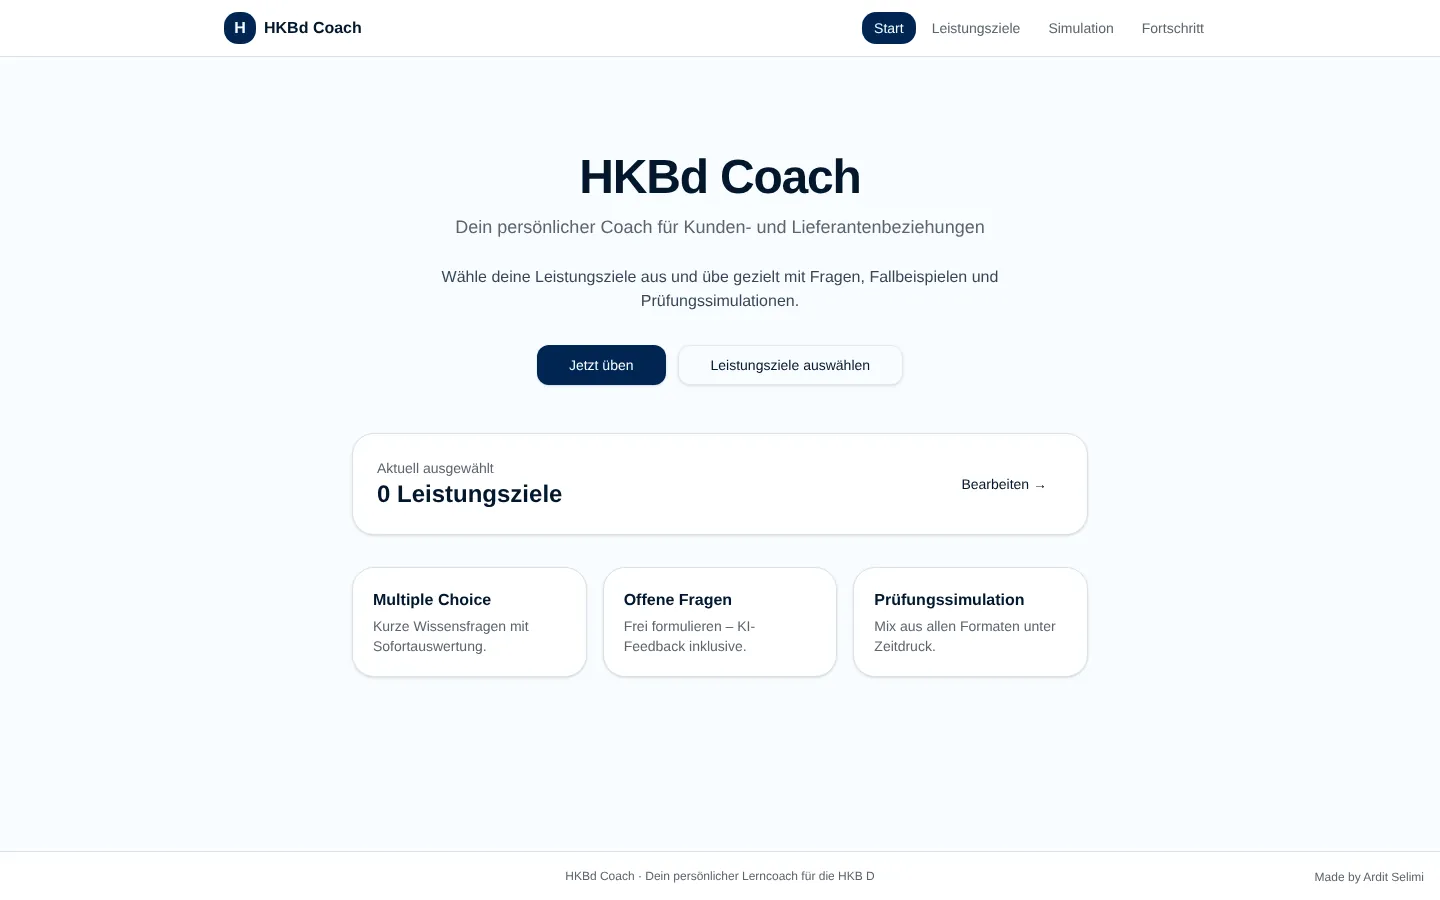 H HKBd Coach
Start Leistungsziele Simulation Fortschritt
HKBd Coach
Dein persönlicher Coach für Kunden- und Lieferantenbeziehungen
Wähle deine Leistungsziele aus und übe gezielt mit Fragen, Fallbeispielen und
Prüfungssimulationen.
Jetzt üben
Leistungsziele auswählen
Aktuell ausgewählt
0 Leistungsziele
Bearbeiten →
Multiple Choice
Kurze Wissensfragen mit
Sofortauswertung.
Offene Fragen
Frei formulieren – KI-
Feedback inklusive.
Prüfungssimulation
Mix aus allen Formaten unter
Zeitdruck.
HKBd Coach · Dein persönlicher Lerncoach für die HKB D
Made by Ardit Selimi